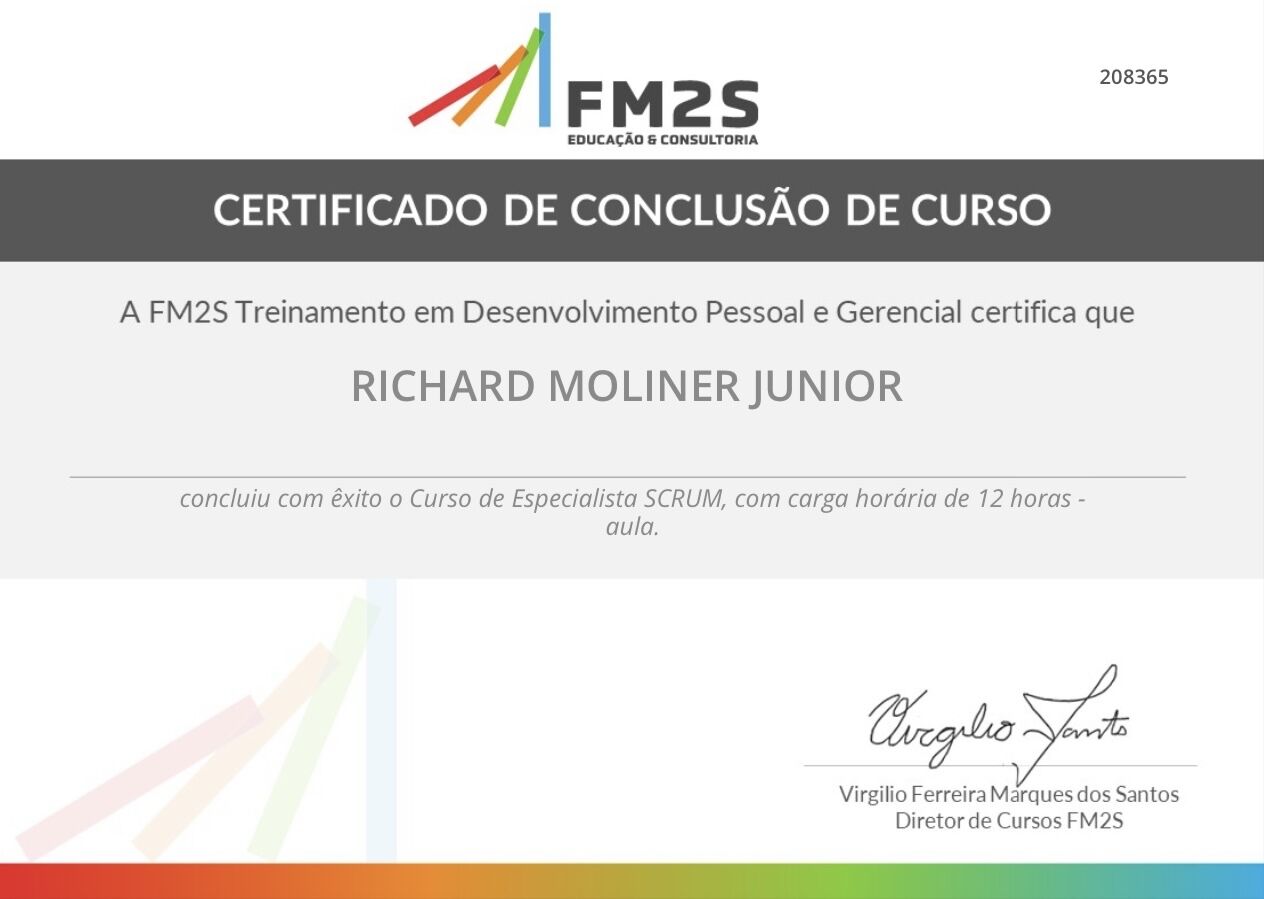 FM2S
EDUCAÇÃO & CONSULTORIA
208365
CERTIFICADO DE CONCLUSÃO DE CURSO
A FM2S Treinamento em Desenvolvimento Pessoal e Gerencial certifica que
RICHARD MOLINER JUNIOR
concluiu com êxito o Curso de Especialista SCRUM, com carga horária de 12 horas -
aula.
Virgilio Santos
Virgilio Ferreira Marques dos Santos
Diretor de Cursos FM2S